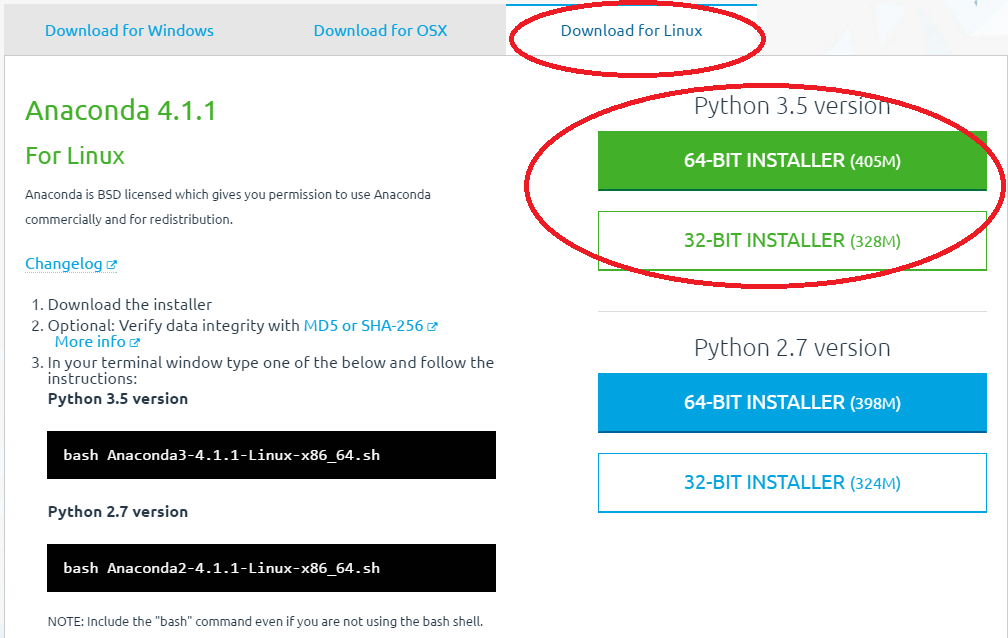 Download for Windows
Download for OSX
Download for Linux
Anaconda 4.1.1
For Linux
Anaconda is BSD licensed which gives you permission to use Anaconda
commercially and for redistribution.
Changelog
1. Download the installer
2. Optional: Verify data integrity with MD5 or SHA-256
More info
3. In your terminal window type one of the below and follow the
instructions:
Python 3.5 version
bash Anaconda3-4.1.1-Linux-x86_64.sh
Python 2.7 version
bash Anaconda2-4.1.1-Linux-x86_64.sh
NOTE: Include the "bash" command even if you are not using the bash shell.
Python 3.5 version
64-BIT INSTALLER (405M)
32-BIT INSTALLER (328M)
Python 2.7 version
64-BIT INSTALLER (398M)
32-BIT INSTALLER (324M)